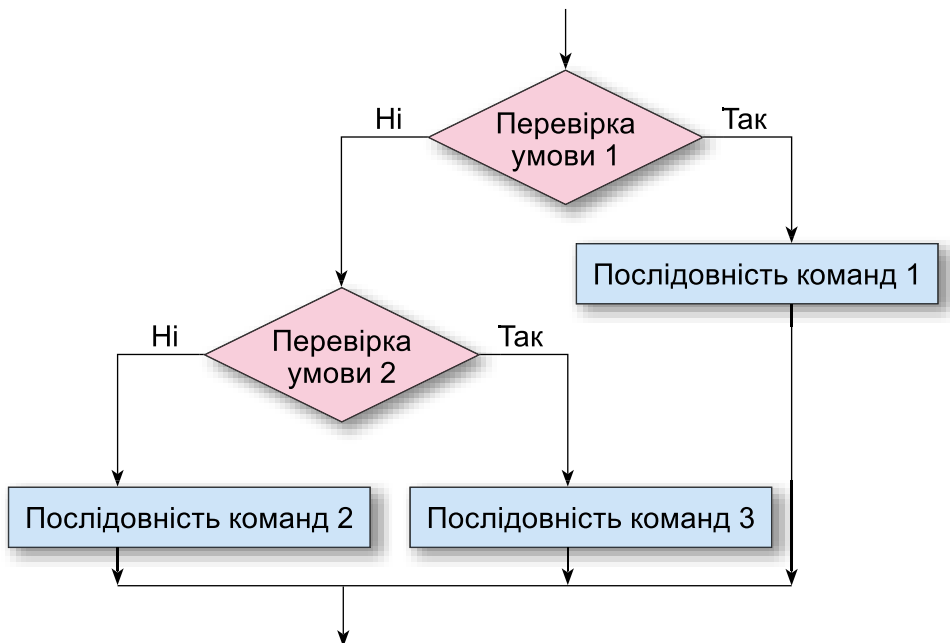 Ні
Перевірка
умови 1
Так
Послідовність команд 1
Ні
Перевірка
умови 2
Так
Послідовність команд 2
Послідовність команд 3